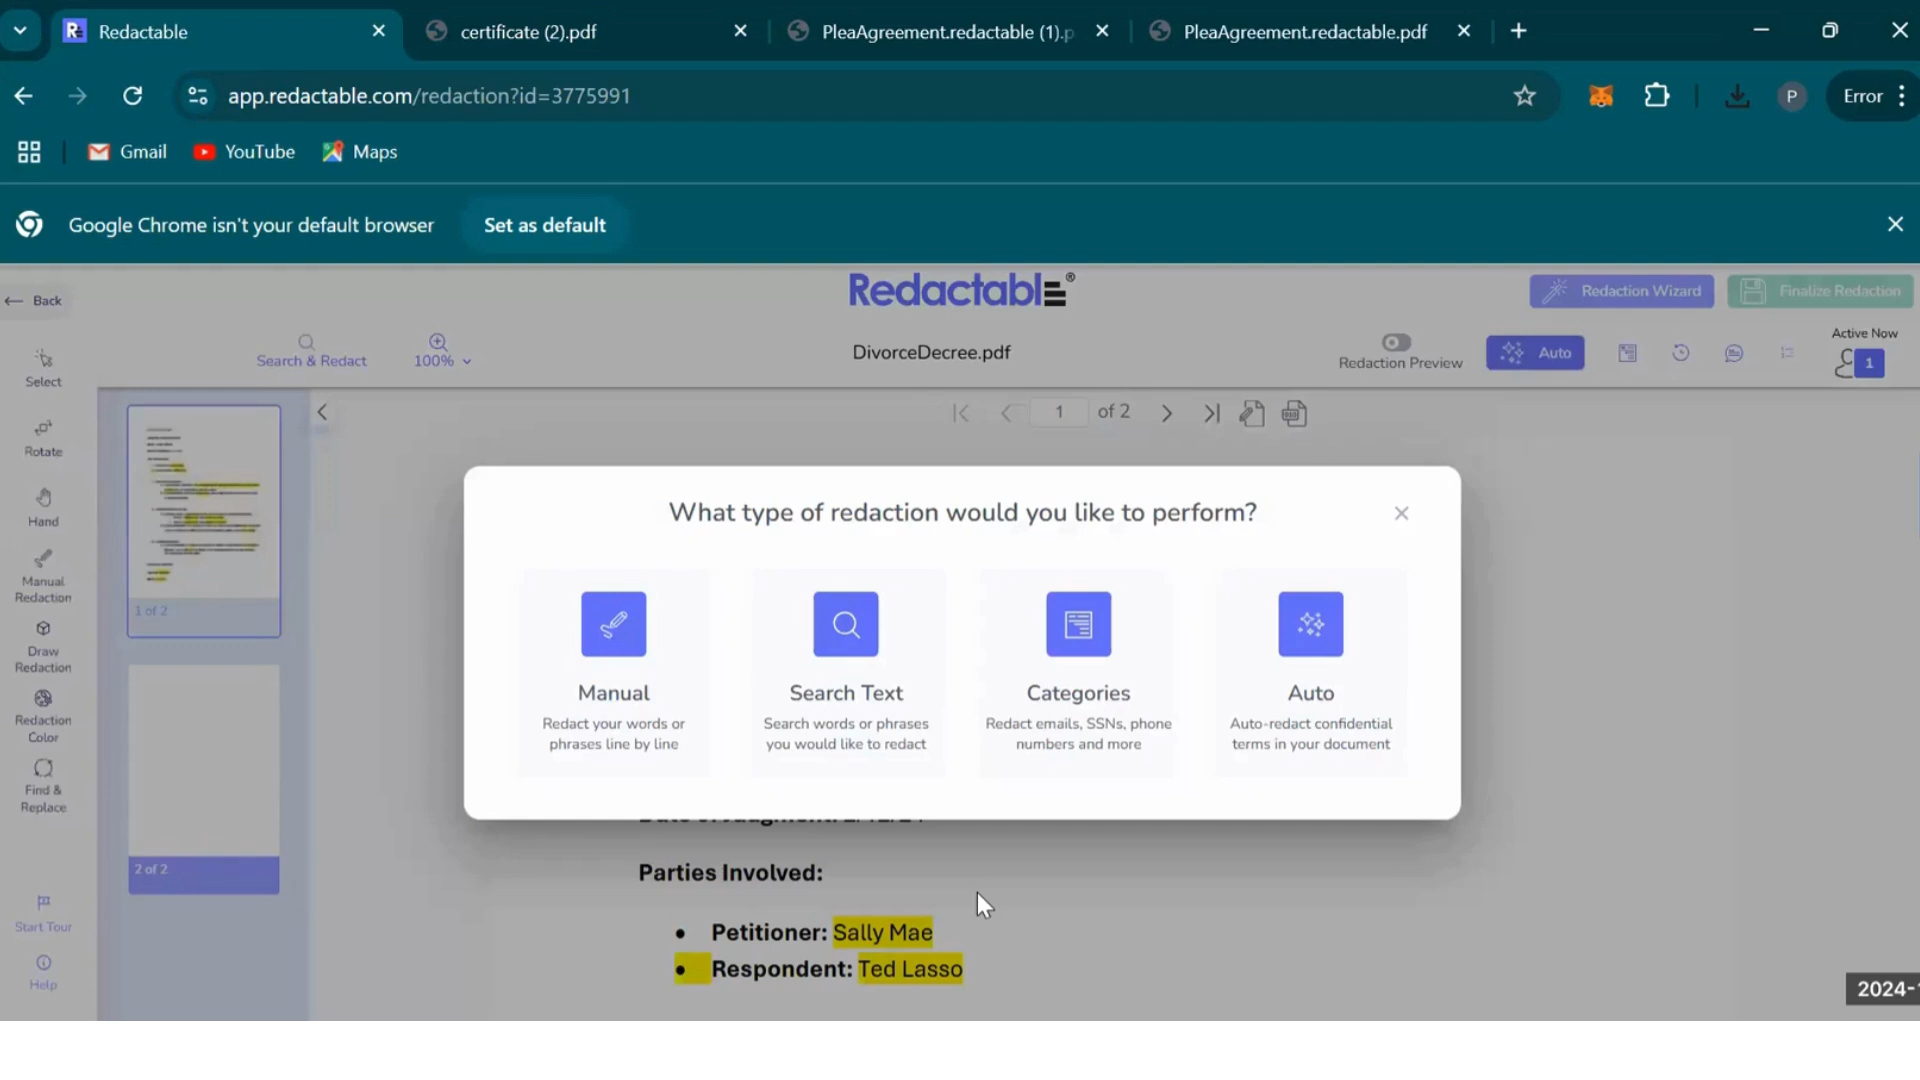 Redactable
certificate (2).pdf
PleaAgreement.redactable (1).p
PleaAgreement.redactable.pdf
app.redactable.com/redaction?id=3775991
P
Error
Gmail
YouTube
Maps
Google Chrome isn't your default browser
Set as default
Back
Redactable®
Redaction Wizard
Finalize Redaction
Search & Redact
100%
DivorceDecree.pdf
Redaction Preview
Auto
Active Now
1
Select
Rotate
Hand
Manual
Redaction
Draw
Redaction
Redaction
Color
Find &
Replace
Start Tour
Help
1 of 2
2 of 2
1 of 2
What type of redaction would you like to perform?
Manual
Redact your words or
phrases line by line
Search Text
Search words or phrases
you would like to redact
Categories
Redact emails, SSNs, phone
numbers and more
Auto
Auto-redact confidential
terms in your document
Parties Involved:
• Petitioner: Sally Mae
• Respondent: Ted Lasso
2024-1